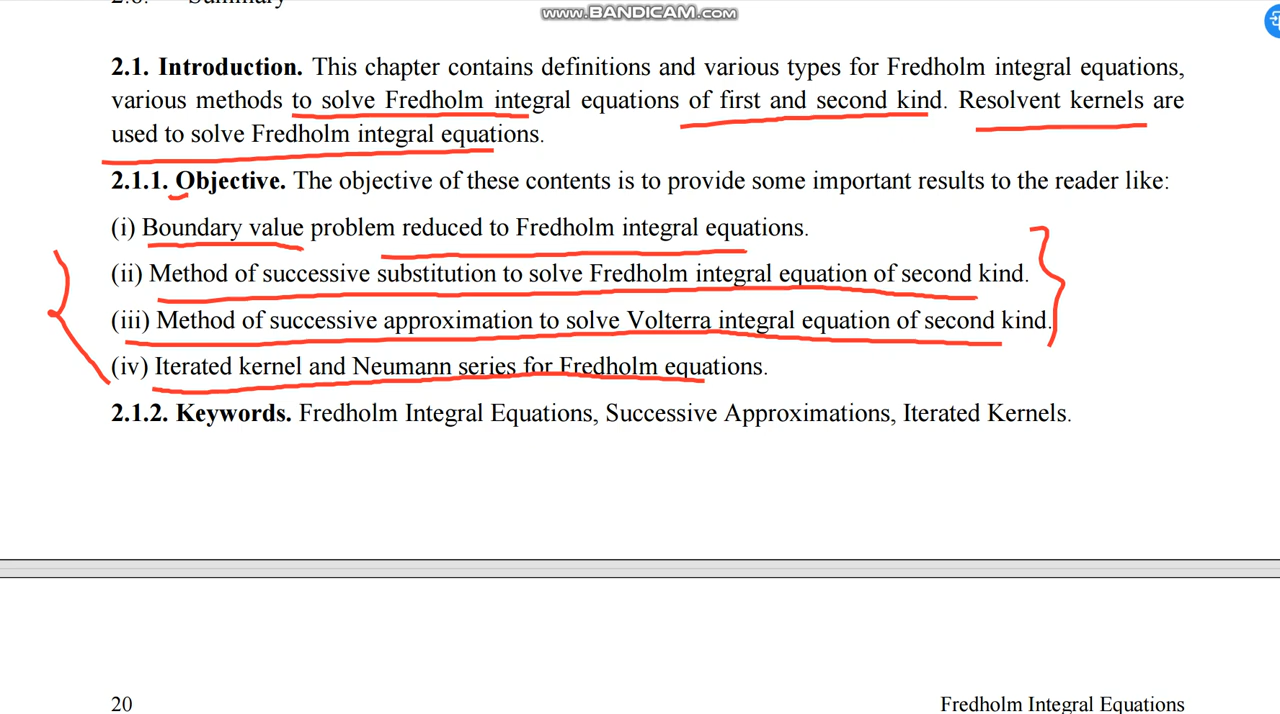 2.6. Summary
www.BANDICAM.com
2.1. Introduction. This chapter contains definitions and various types for Fredholm integral equations,
various methods to solve Fredholm integral equations of first and second kind. Resolvent kernels are
used to solve Fredholm integral equations.
2.1.1. Objective. The objective of these contents is to provide some important results to the reader like:
(i) Boundary value problem reduced to Fredholm integral equations.
(ii) Method of successive substitution to solve Fredholm integral equation of second kind.
(iii) Method of successive approximation to solve Volterra integral equation of second kind.
(iv) Iterated kernel and Neumann series for Fredholm equations.
2.1.2. Keywords. Fredholm Integral Equations, Successive Approximations, Iterated Kernels.
20 Fredholm Integral Equations